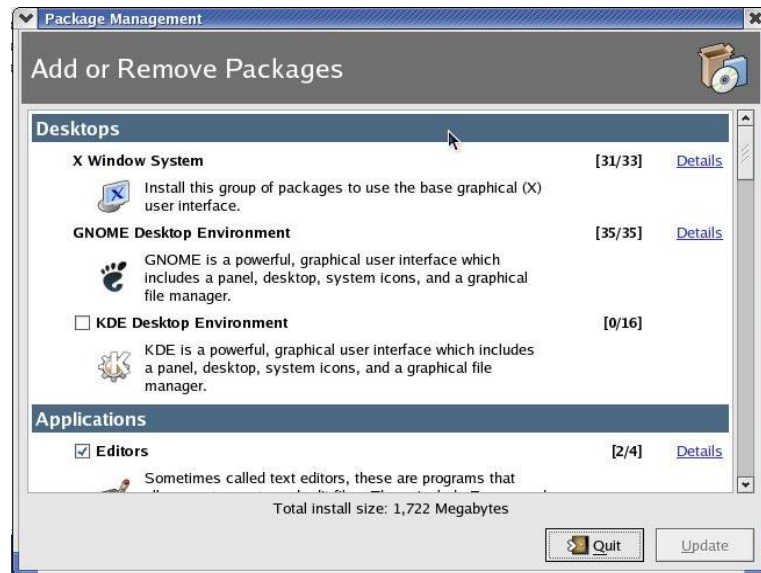 Package Management
Add or Remove Packages
Desktops
X Window System [31/33] Details
Install this group of packages to use the base graphical (X)
user interface.
GNOME Desktop Environment [35/35] Details
GNOME is a powerful, graphical user interface which
includes a panel, desktop, system icons, and a graphical
file manager.
KDE Desktop Environment [0/16]
KDE is a powerful, graphical user interface which includes
a panel, desktop, system icons, and a graphical file
manager.
Applications
Editors [2/4] Details
Sometimes called text editors, these are programs that
Total install size: 1,722 Megabytes
Quit Update